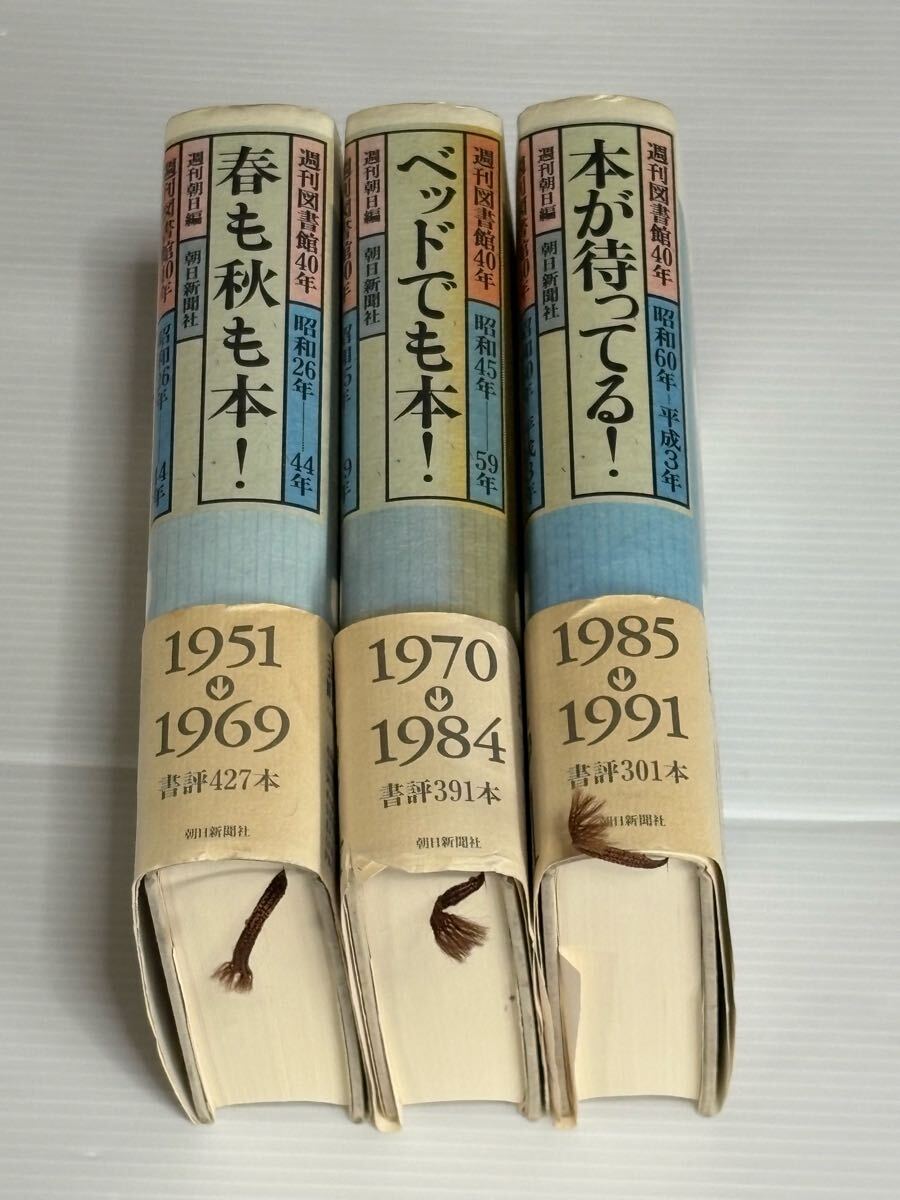 春も秋も本!
週刊図書館40年
昭和26年――44年
週刊朝日編
朝日新聞社
1951
1969
書評427本
朝日新聞社
ベッドでも本!
週刊図書館40年
昭和45年――59年
週刊朝日編
朝日新聞社
1970
1984
書評391本
朝日新聞社
本が待ってる!
週刊図書館40年
昭和60年―平成3年
週刊朝日編
朝日新聞社
1985
1991
書評301本
朝日新聞社